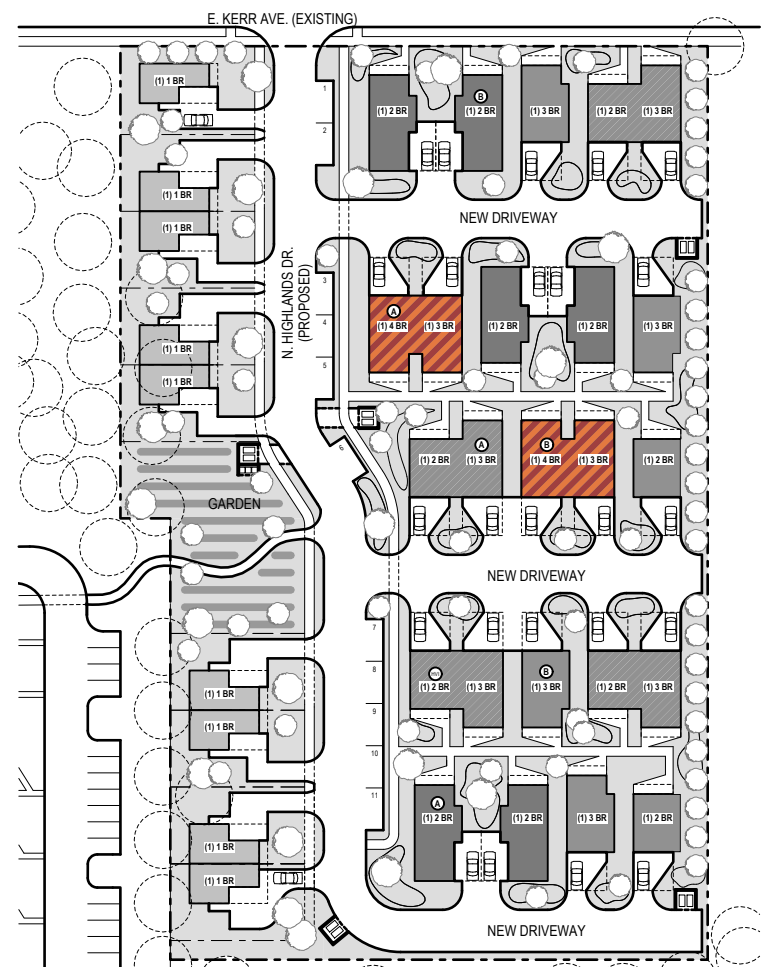 E. KERR AVE. (EXISTING)
(1) 1 BR
1
2
(1) 2 BR
B
(1) 2 BR
(1) 3 BR
(1) 2 BR
(1) 3 BR
(1) 1 BR
(1) 1 BR
NEW DRIVEWAY
N. HIGHLANDS DR.
(PROPOSED)
3
4
5
A
(1) 4 BR
(1) 3 BR
(1) 2 BR
(1) 2 BR
(1) 3 BR
(1) 1 BR
(1) 1 BR
6
A
(1) 2 BR
(1) 3 BR
B
(1) 4 BR
(1) 3 BR
(1) 2 BR
GARDEN
NEW DRIVEWAY
7
8
9
10
11
(1) 2 BR
(1) 3 BR
B
(1) 3 BR
(1) 2 BR
(1) 3 BR
(1) 1 BR
(1) 1 BR
A
(1) 2 BR
(1) 2 BR
(1) 3 BR
(1) 2 BR
(1) 1 BR
(1) 1 BR
NEW DRIVEWAY